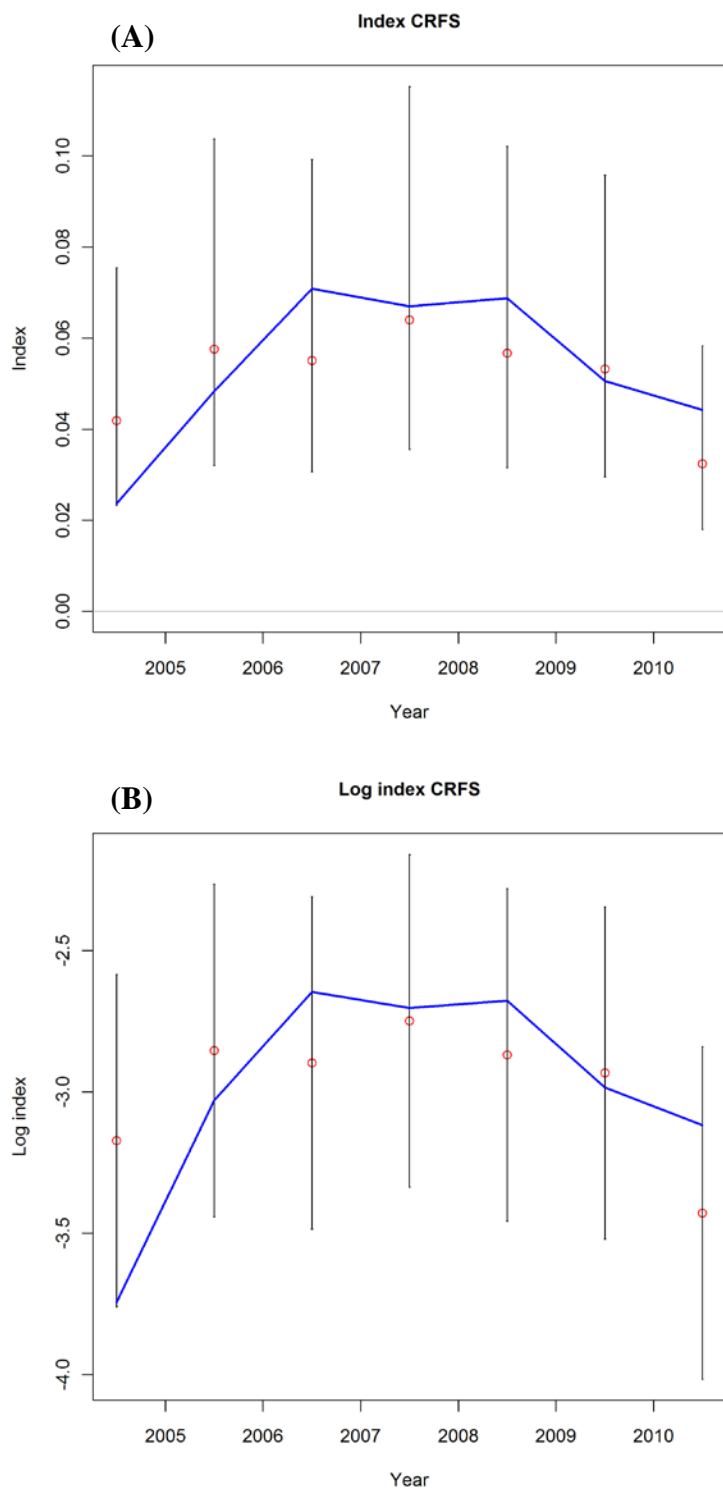 (A)
Index CRFS
0.10
0.08
0.06
0.04
0.02
0.00
Index
2005 2006 2007 2008 2009 2010
Year
(B)
Log index CRFS
-2.5
-3.0
-3.5
-4.0
Log index
2005 2006 2007 2008 2009 2010
Year